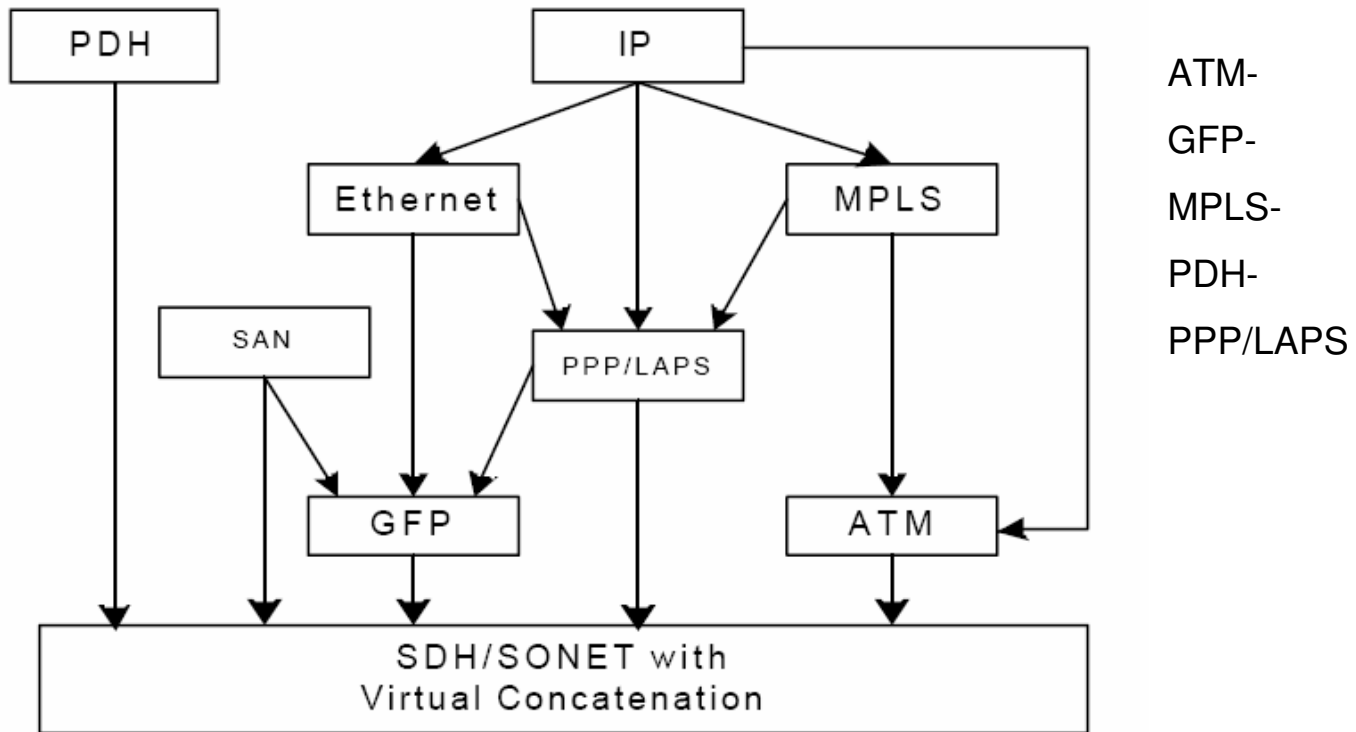 PDH
IP
Ethernet
MPLS
SAN
PPP/LAPS
GFP
ATM
SDH/SONET with
Virtual Concatenation
ATM-
GFP-
MPLS-
PDH-
PPP/LAPS